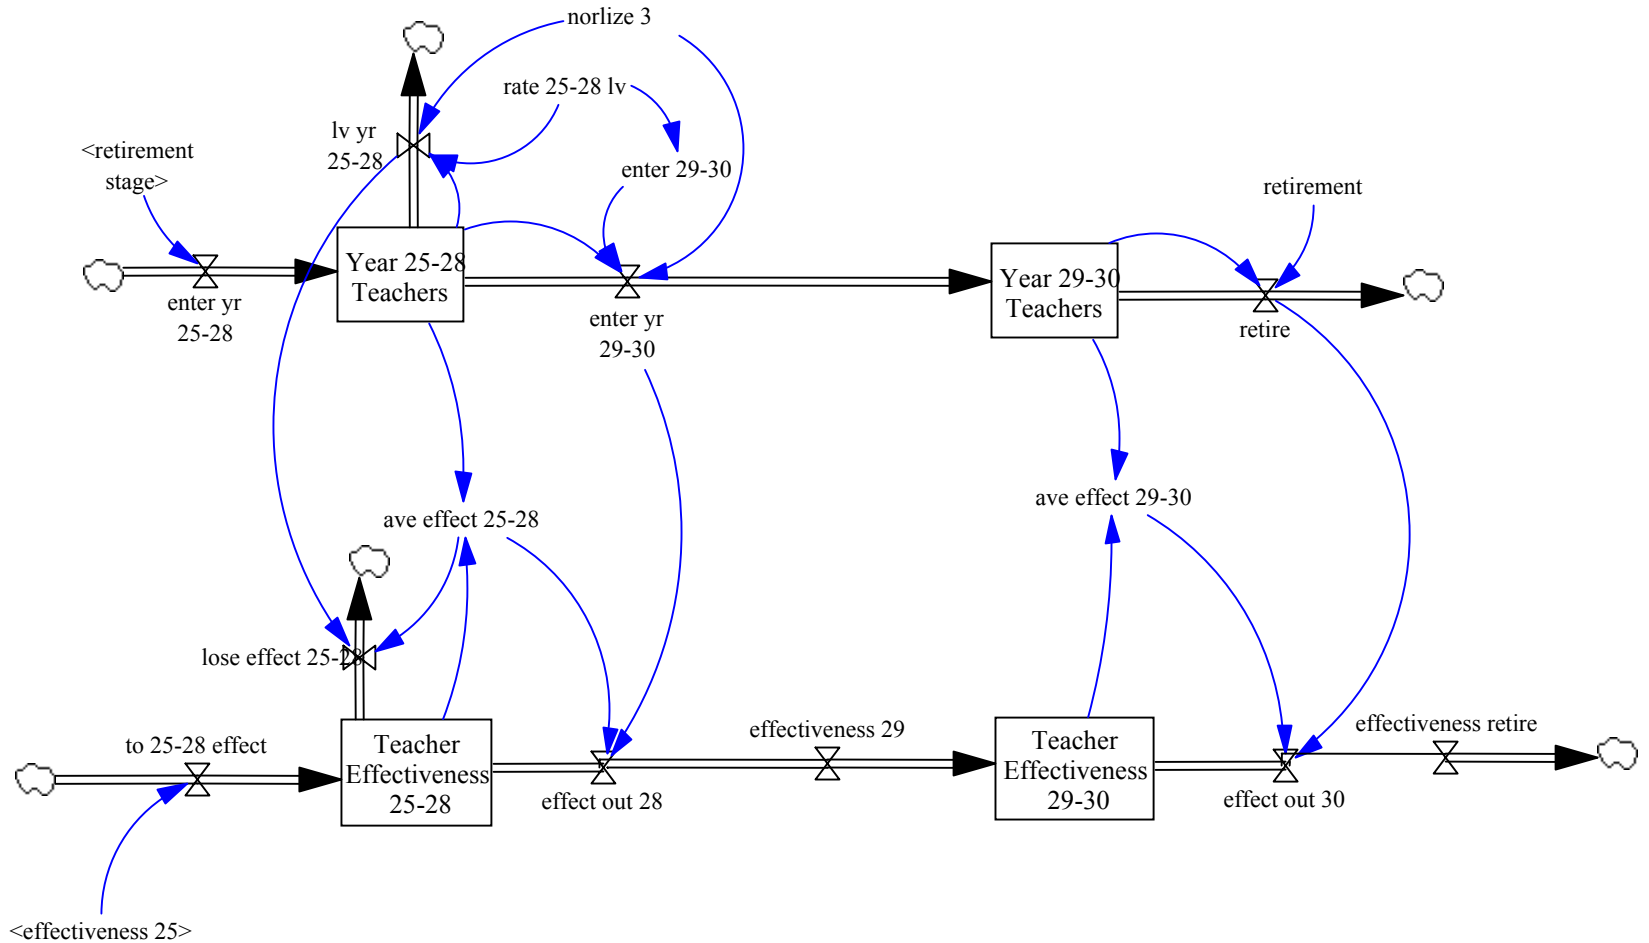 norlize 3
rate 25-28 lv
lv yr
25-28
<retirement
stage>
enter 29-30
retirement
Year 25-28
Teachers
Year 29-30
Teachers
enter yr
25-28
enter yr
29-30
retire
ave effect 29-30
ave effect 25-28
lose effect 25-28
to 25-28 effect
Teacher
Effectiveness
25-28
effectiveness 29
Teacher
Effectiveness
29-30
effectiveness retire
effect out 28
effect out 30
<effectiveness 25>